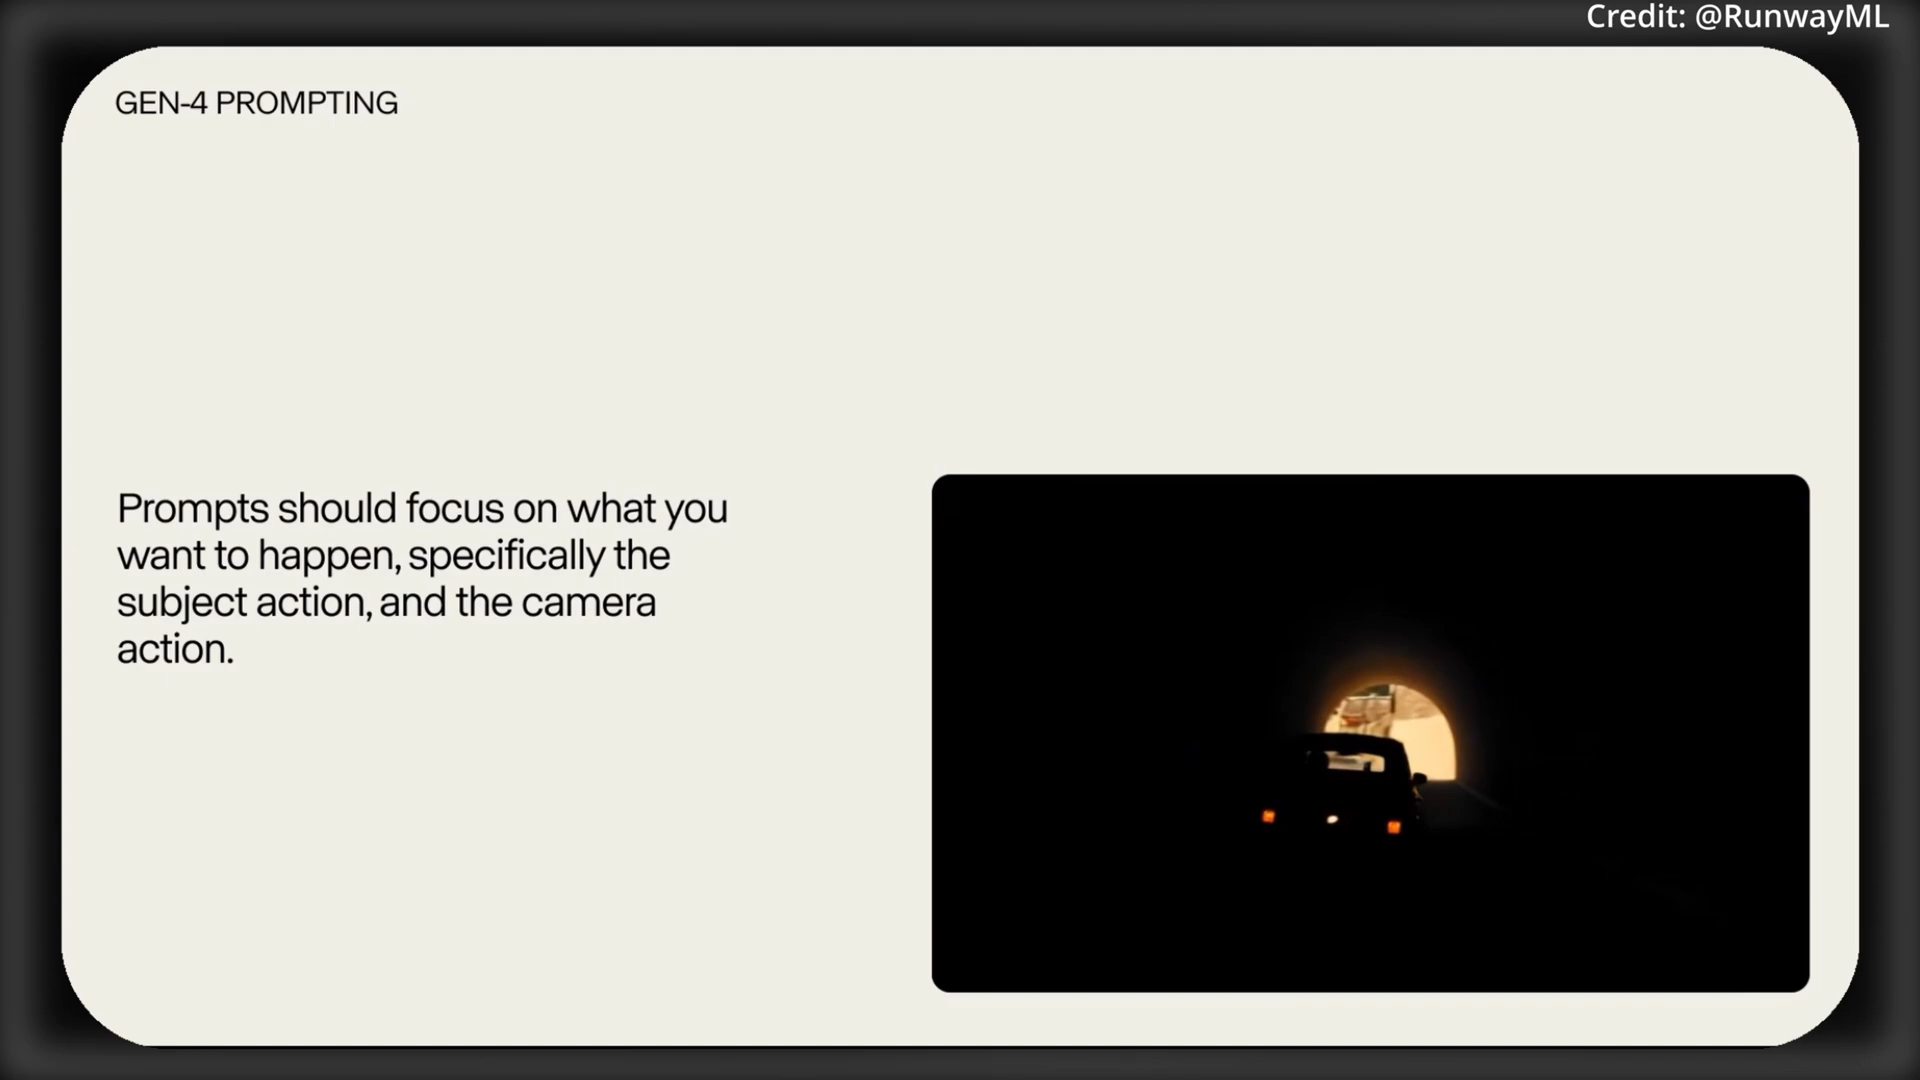 Credit: @RunwayML
GEN-4 PROMPTING
Prompts should focus on what you
want to happen, specifically the
subject action, and the camera
action.